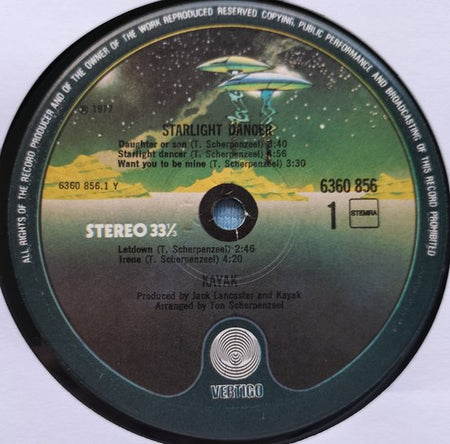 ALL RIGHTS OF THE RECORD PRODUCER AND OF THE OWNER OF THE WORK REPRODUCED RESERVED COPYING, PUBLIC PERFORMANCE AND BROADCASTING OF THIS RECORD PROHIBITED
℗ 1977
STARLIGHT DANCER
Daughter or son (T. Scherpenzeel) 3:40
Starlight dancer (T. Scherpenzeel) 4:56
Want you to be mine (T. Scherpenzeel) 3:30
6360 856.1 Y
6360 856
1
STEMRA
STEREO 33⅓
Letdown (T. Scherpenzeel) 2:46
Irene (T. Scherpenzeel) 4:20
KAYAK
Produced by Jack Lancaster and Kayak
Arranged by Ton Scherpenzeel
VERTIGO